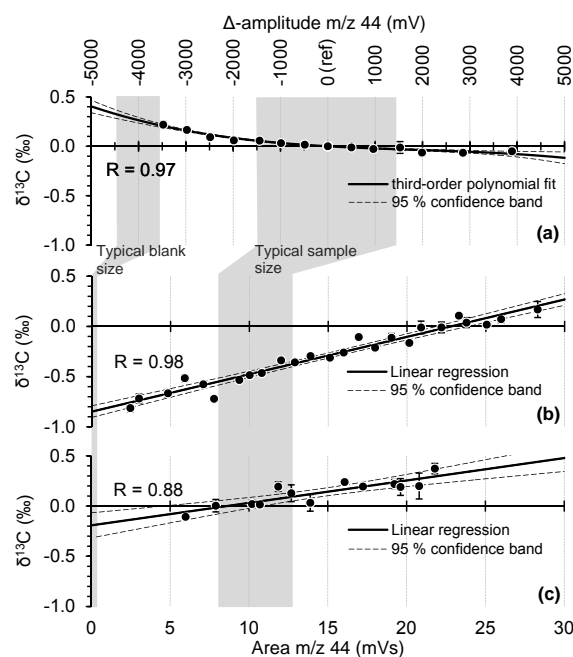 Δ-amplitude m/z 44 (mV)
-5000 -4000 -3000 -2000 -1000 0 (ref) 1000 2000 3000 4000 5000
0.5
0.0
-0.5
-1.0
δ¹³C (‰)
R = 0.97
third-order polynomial fit
95 % confidence band
(a)
Typical blank
size
Typical sample
size
0.5
0.0
-0.5
-1.0
δ¹³C (‰)
R = 0.98
Linear regression
95 % confidence band
(b)
0.5
0.0
-0.5
-1.0
δ¹³C (‰)
R = 0.88
Linear regression
95 % confidence band
(c)
0 5 10 15 20 25 30
Area m/z 44 (mVs)